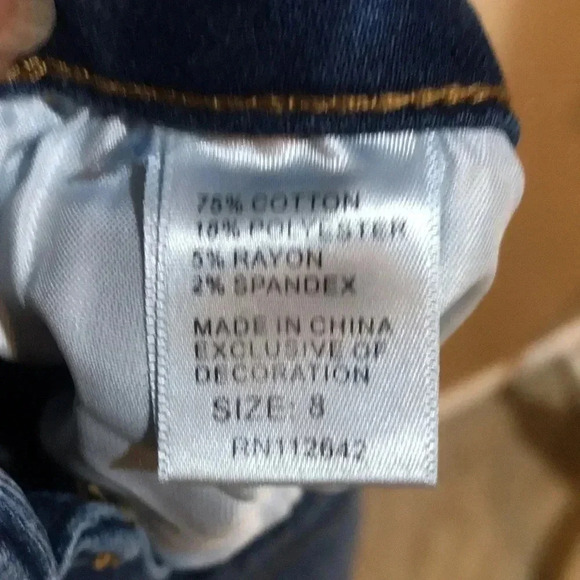 75% COTTON
18% POLYESTER
5% RAYON
2% SPANDEX
MADE IN CHINA
EXCLUSIVE OF
DECORATION
SIZE: 8
RN112642